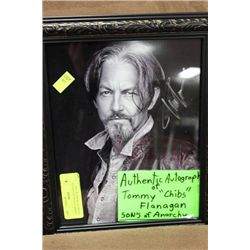 Authentic Autograph
of
Tommy "Chibs"
Flanagan
SONS of Anarchy